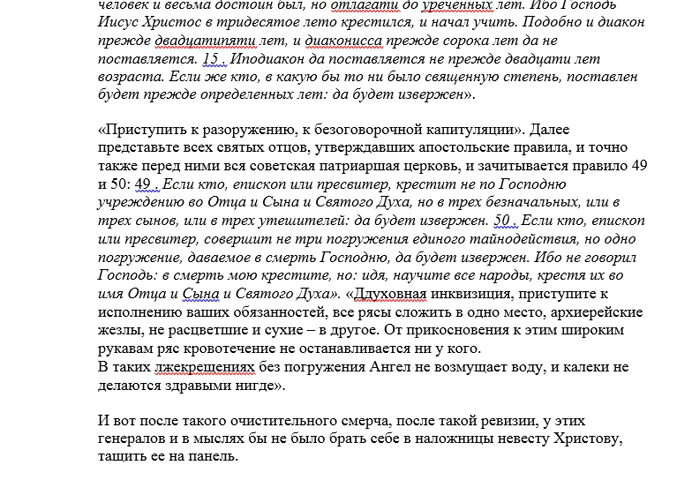 человек и весьма достоин был, но отлагати до уреченных лет. Ибо Господь
Иисус Христос в тридесятое лето крестился, и начал учить. Подобно и диакон
прежде двадцатипяти лет, и диаконисса прежде сорока лет да не
поставляется. 15 . Иподиакон да поставляется не прежде двадцати лет
возраста. Если же кто, в какую бы то ни было священную степень, поставлен
будет прежде определенных лет: да будет извержен».
«Приступить к разоружению, к безоговорочной капитуляции». Далее
представьте всех святых отцов, утверждавших апостольские правила, и точно
также перед ними вся советская патриаршая церковь, и зачитывается правило 49
и 50: 49 . Если кто, епископ или пресвитер, крестит не по Господню
учреждению во Отца и Сына и Святого Духа, но в трех безначальных, или в
трех сынов, или в трех утешителей: да будет извержен. 50 . Если кто, епископ
или пресвитер, совершит не три погружения единого тайнодействия, но одно
погружение, даваемое в смерть Господню, да будет извержен. Ибо не говорил
Господь: в смерть мою крестите, но: идя, научите все народы, крестя их во
имя Отца и Сына и Святого Духа». «Ддуховная инквизиция, приступите к
исполнению ваших обязанностей, все рясы сложить в одно место, архиерейские
жезлы, не расцветшие и сухие – в другое. От прикосновения к этим широким
рукавам ряс кровотечение не останавливается ни у кого.
В таких лжекрещениях без погружения Ангел не возмущает воду, и калеки не
делаются здравыми нигде».
И вот после такого очистительного смерча, после такой ревизии, у этих
генералов и в мыслях бы не было брать себе в наложницы невесту Христову,
тащить ее на панель.